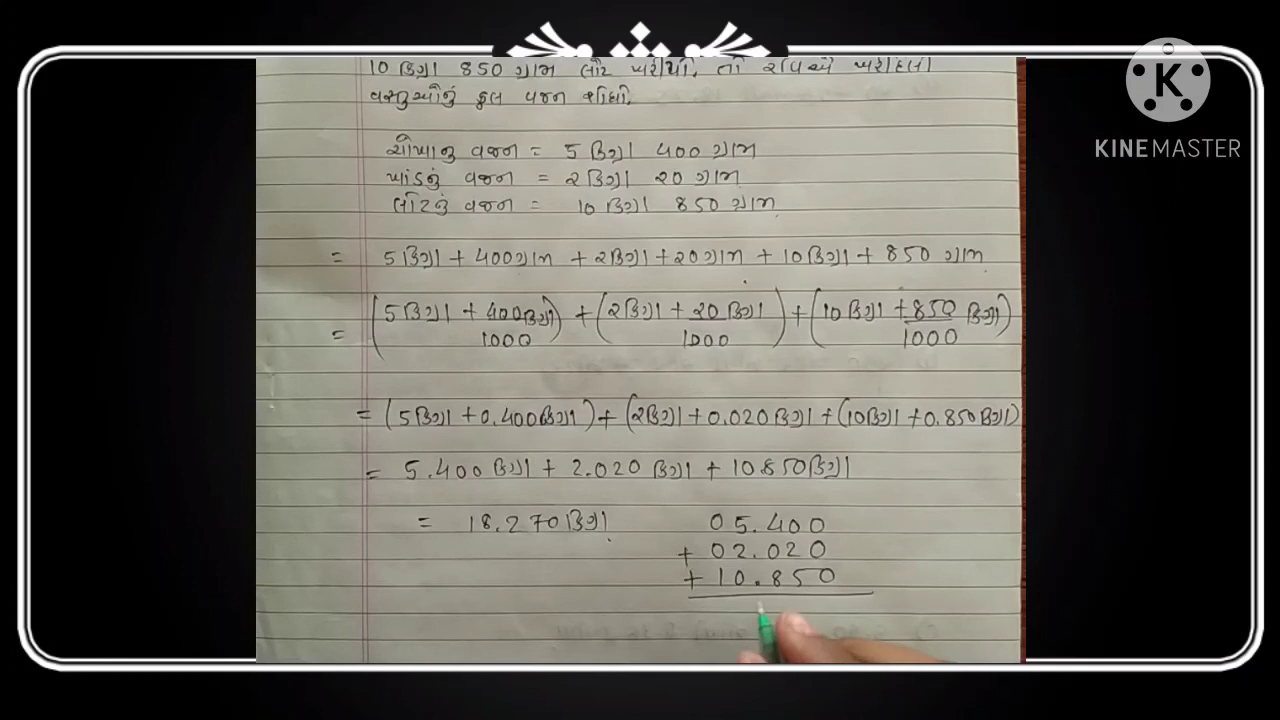 10 કિગ્રા 850 ગ્રામ લોટ ખરીધો, તો રવિએ ખરીદેલી
વસ્તુઓનું કુલ વજન શોધો.
ચોખાનુ વજન = 5 કિગ્રા 400 ગ્રામ
ખાંડનું વજન = 2 કિગ્રા 20 ગ્રામ
લોટનું વજન = 10 કિગ્રા 850 ગ્રામ
= 5 કિગ્રા + 400 ગ્રામ + 2 કિગ્રા + 20 ગ્રામ + 10 કિગ્રા + 850 ગ્રામ
= (5 કિગ્રા + 400/1000 કિગ્રા) + (2 કિગ્રા + 20/1000 કિગ્રા) + (10 કિગ્રા + 850/1000 કિગ્રા)
= (5 કિગ્રા + 0.400 કિગ્રા) + (2 કિગ્રા + 0.020 કિગ્રા + (10 કિગ્રા + 0.850 કિગ્રા)
= 5.400 કિગ્રા + 2.020 કિગ્રા + 10.850 કિગ્રા
= 18.270 કિગ્રા.
05.400
+ 02.020
+ 10.850
K
KINEMASTER